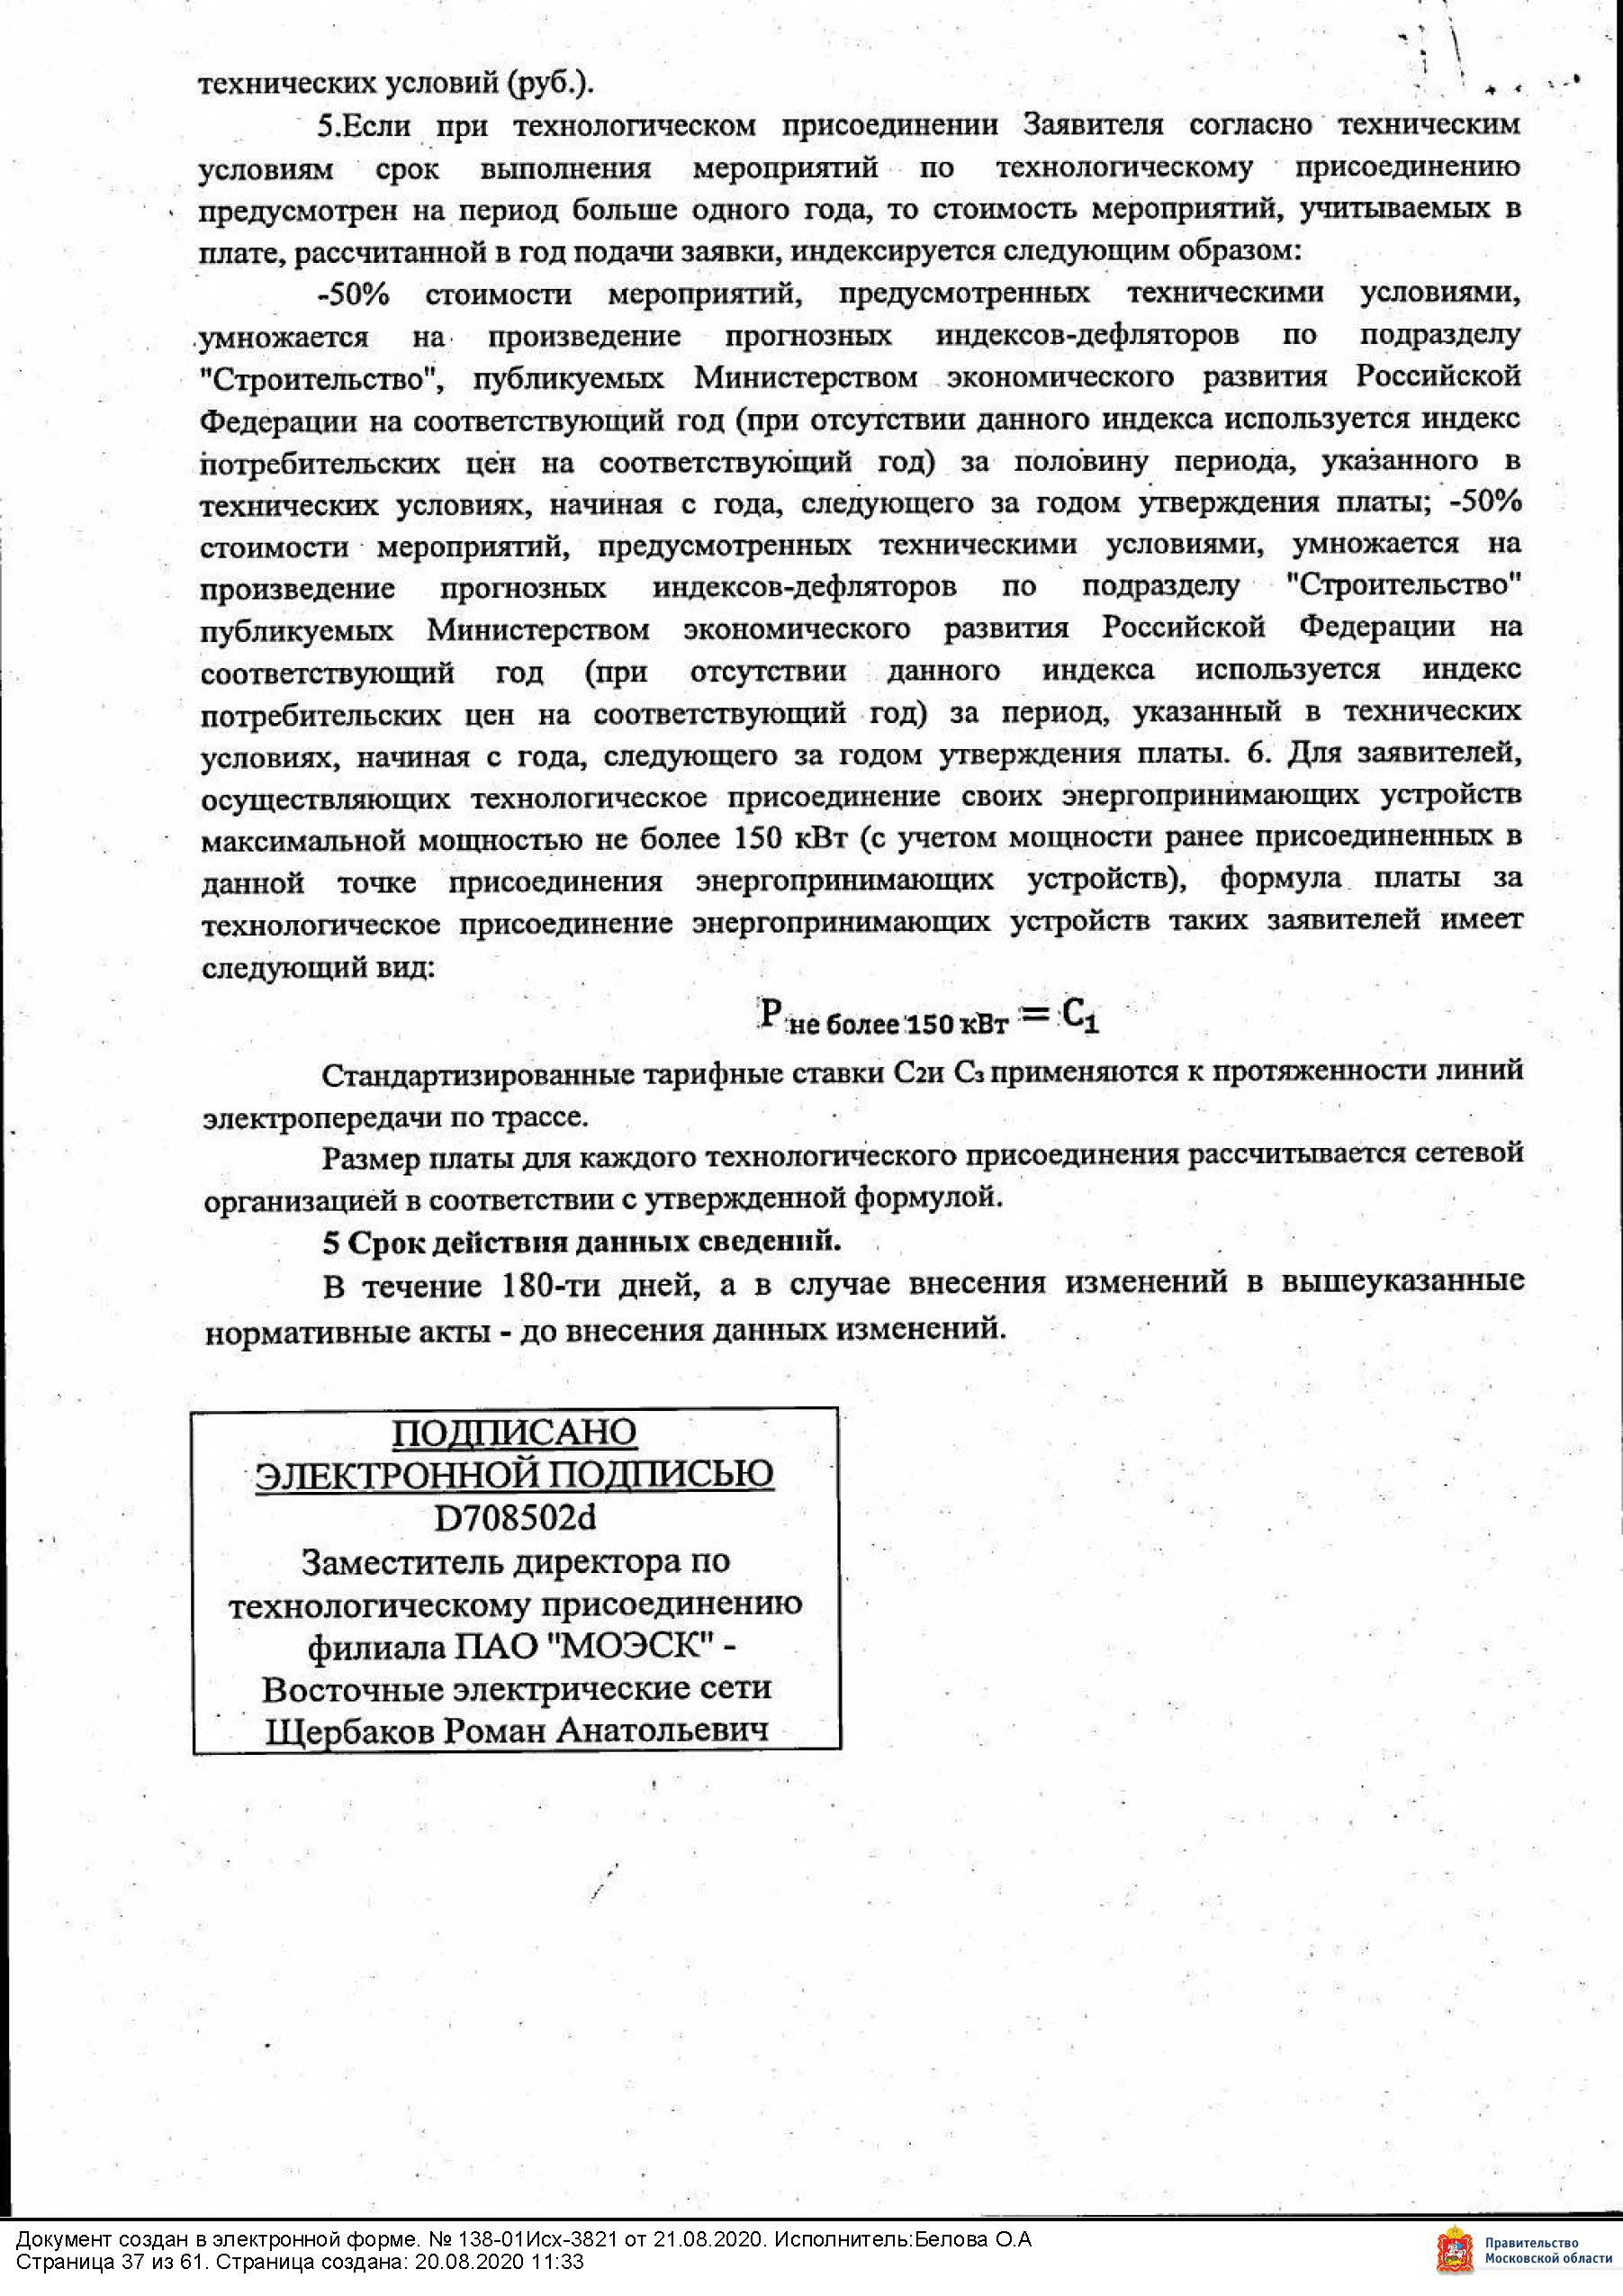 технических условий (руб.).
5.Если при технологическом присоединении Заявителя согласно техническим
условиям срок выполнения мероприятий по технологическому присоединению
предусмотрен на период больше одного года, то стоимость мероприятий, учитываемых в
плате, рассчитанной в год подачи заявки, индексируется следующим образом:
-50% стоимости мероприятий, предусмотренных техническими условиями,
умножается на произведение прогнозных индексов-дефляторов по подразделу
"Строительство", публикуемых Министерством экономического развития Российской
Федерации на соответствующий год (при отсутствии данного индекса используется индекс
потребительских цен на соответствующий год) за половину периода, указанного в
технических условиях, начиная с года, следующего за годом утверждения платы; -50%
стоимости мероприятий, предусмотренных техническими условиями, умножается на
произведение прогнозных индексов-дефляторов по подразделу "Строительство"
публикуемых Министерством экономического развития Российской Федерации на
соответствующий год (при отсутствии данного индекса используется индекс
потребительских цен на соответствующий год) за период, указанный в технических
условиях, начиная с года, следующего за годом утверждения платы. 6. Для заявителей,
осуществляющих технологическое присоединение своих энергопринимающих устройств
максимальной мощностью не более 150 кВт (с учетом мощности ранее присоединенных в
данной точке присоединения энергопринимающих устройств), формула платы за
технологическое присоединение энергопринимающих устройств таких заявителей имеет
следующий вид:
P не более 150 кВт = C1
Стандартизированные тарифные ставки С2и С3 применяются к протяженности линий
электропередачи по трассе.
Размер платы для каждого технологического присоединения рассчитывается сетевой
организацией в соответствии с утвержденной формулой.
5 Срок действия данных сведений.
В течение 180-ти дней, а в случае внесения изменений в вышеуказанные
нормативные акты - до внесения данных изменений.
ПОДПИСАНО
ЭЛЕКТРОННОЙ ПОДПИСЬЮ
D708502d
Заместитель директора по
технологическому присоединению
филиала ПАО "МОЭСК" -
Восточные электрические сети
Щербаков Роман Анатольевич
Документ создан в электронной форме. № 138-01Исх-3821 от 21.08.2020. Исполнитель:Белова О.А
Страница 37 из 61. Страница создана: 20.08.2020 11:33
Правительство
Московской области